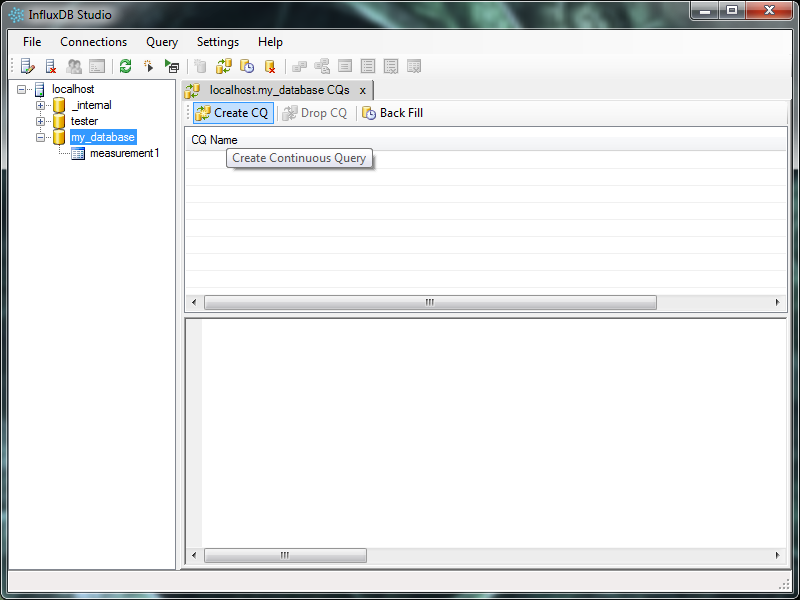 InfluxDB Studio
File Connections Query Settings Help
localhost
_internal
tester
my_database
measurement1
localhost.my_database CQs x
Create CQ Drop CQ Back Fill
CQ Name
Create Continuous Query